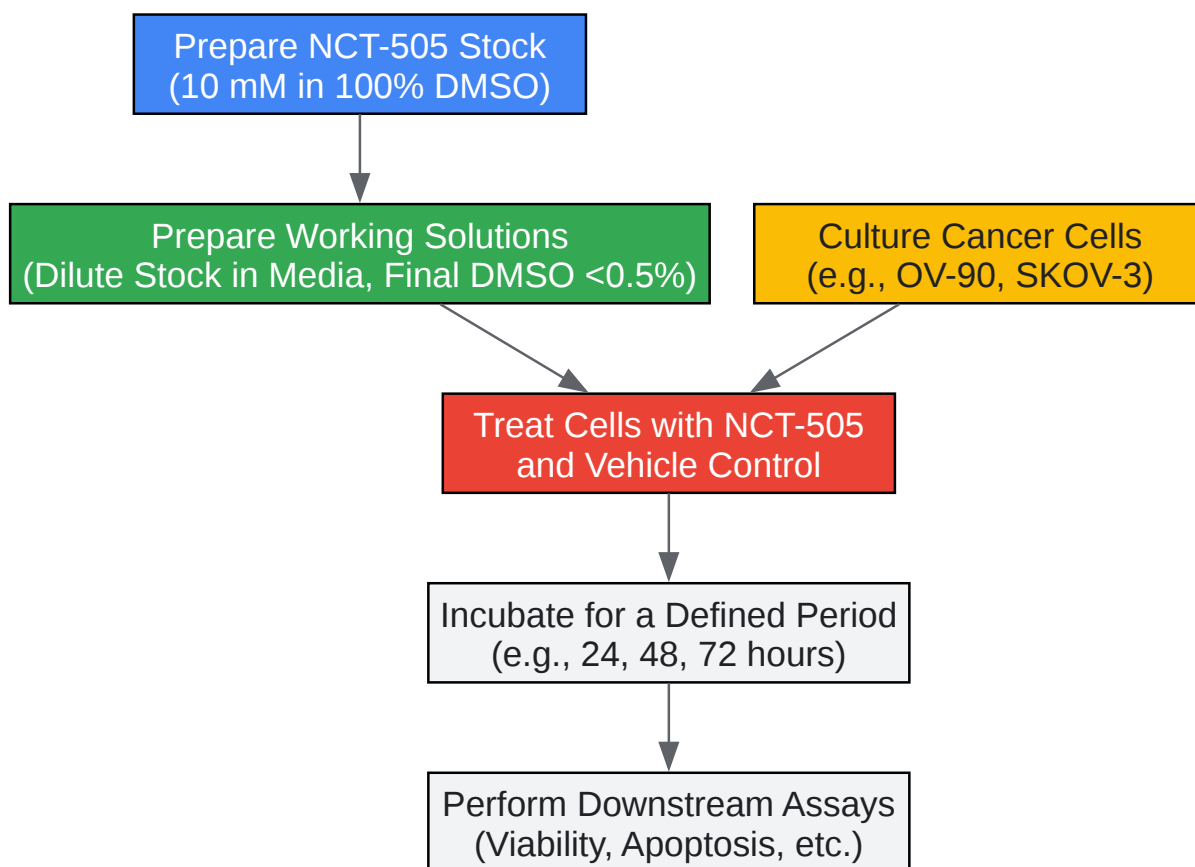 Prepare NCT-505 Stock
(10 mM in 100% DMSO)
Prepare Working Solutions
(Dilute Stock in Media, Final DMSO <0.5%)
Culture Cancer Cells
(e.g., OV-90, SKOV-3)
Treat Cells with NCT-505
and Vehicle Control
Incubate for a Defined Period
(e.g., 24, 48, 72 hours)
Perform Downstream Assays
(Viability, Apoptosis, etc.)